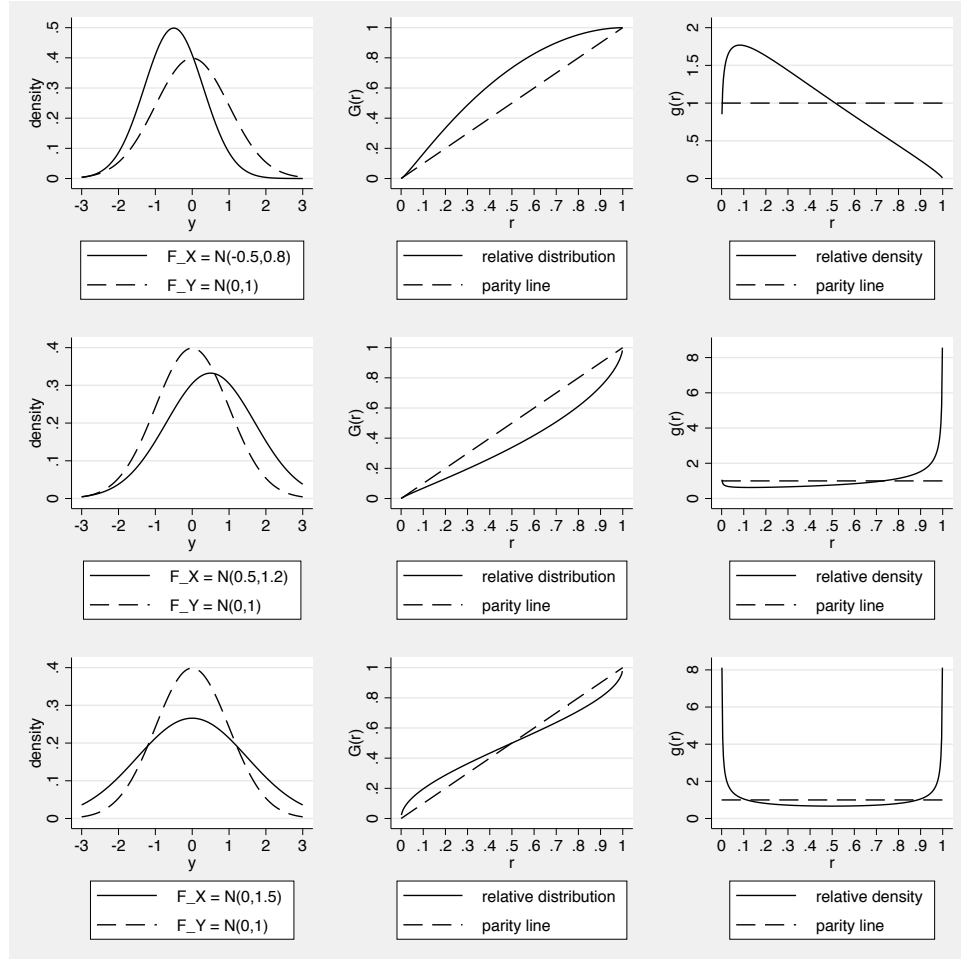 density
0 .1 .2 .3 .4 .5
-3 -2 -1 0 1 2 3
y
F_X = N(-0.5,0.8)
F_Y = N(0,1)
G(r)
0 .2 .4 .6 .8 1
0 .1 .2 .3 .4 .5 .6 .7 .8 .9 1
r
relative distribution
parity line
g(r)
0 .5 1 1.5 2
0 .1 .2 .3 .4 .5 .6 .7 .8 .9 1
r
relative density
parity line
density
0 .1 .2 .3 .4
-3 -2 -1 0 1 2 3
y
F_X = N(0.5,1.2)
F_Y = N(0,1)
G(r)
0 .2 .4 .6 .8 1
0 .1 .2 .3 .4 .5 .6 .7 .8 .9 1
r
relative distribution
parity line
g(r)
0 2 4 6 8
0 .1 .2 .3 .4 .5 .6 .7 .8 .9 1
r
relative density
parity line
density
0 .1 .2 .3 .4
-3 -2 -1 0 1 2 3
y
F_X = N(0,1.5)
F_Y = N(0,1)
G(r)
0 .2 .4 .6 .8 1
0 .1 .2 .3 .4 .5 .6 .7 .8 .9 1
r
relative distribution
parity line
g(r)
0 2 4 6 8
0 .1 .2 .3 .4 .5 .6 .7 .8 .9 1
r
relative density
parity line